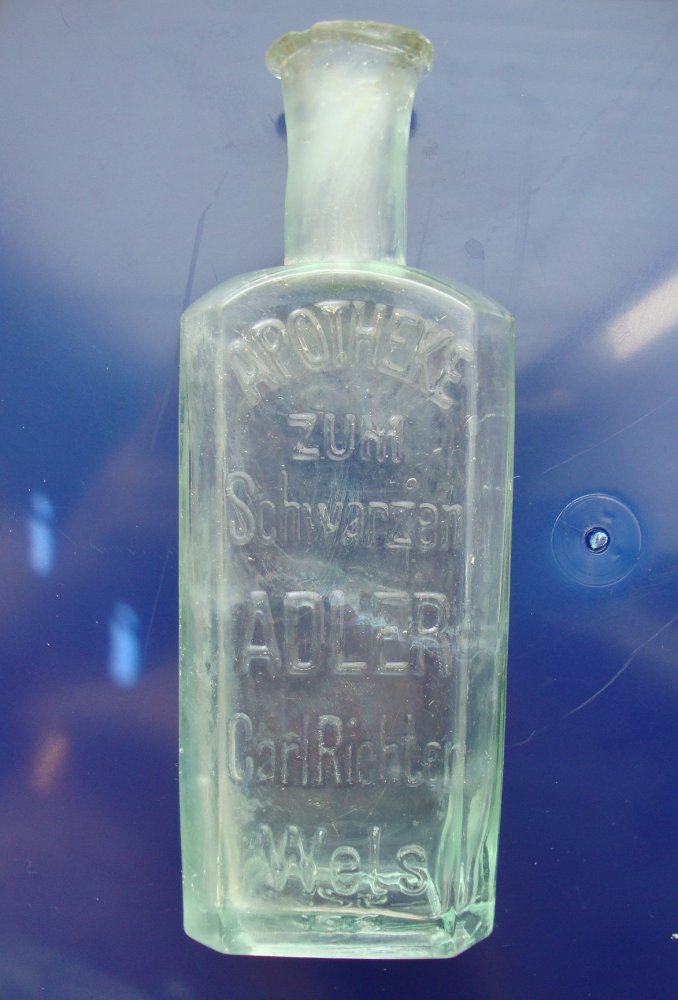 APOTHEKE
ZUM
Schwarzen
ADLER
Carl Richter
Wels